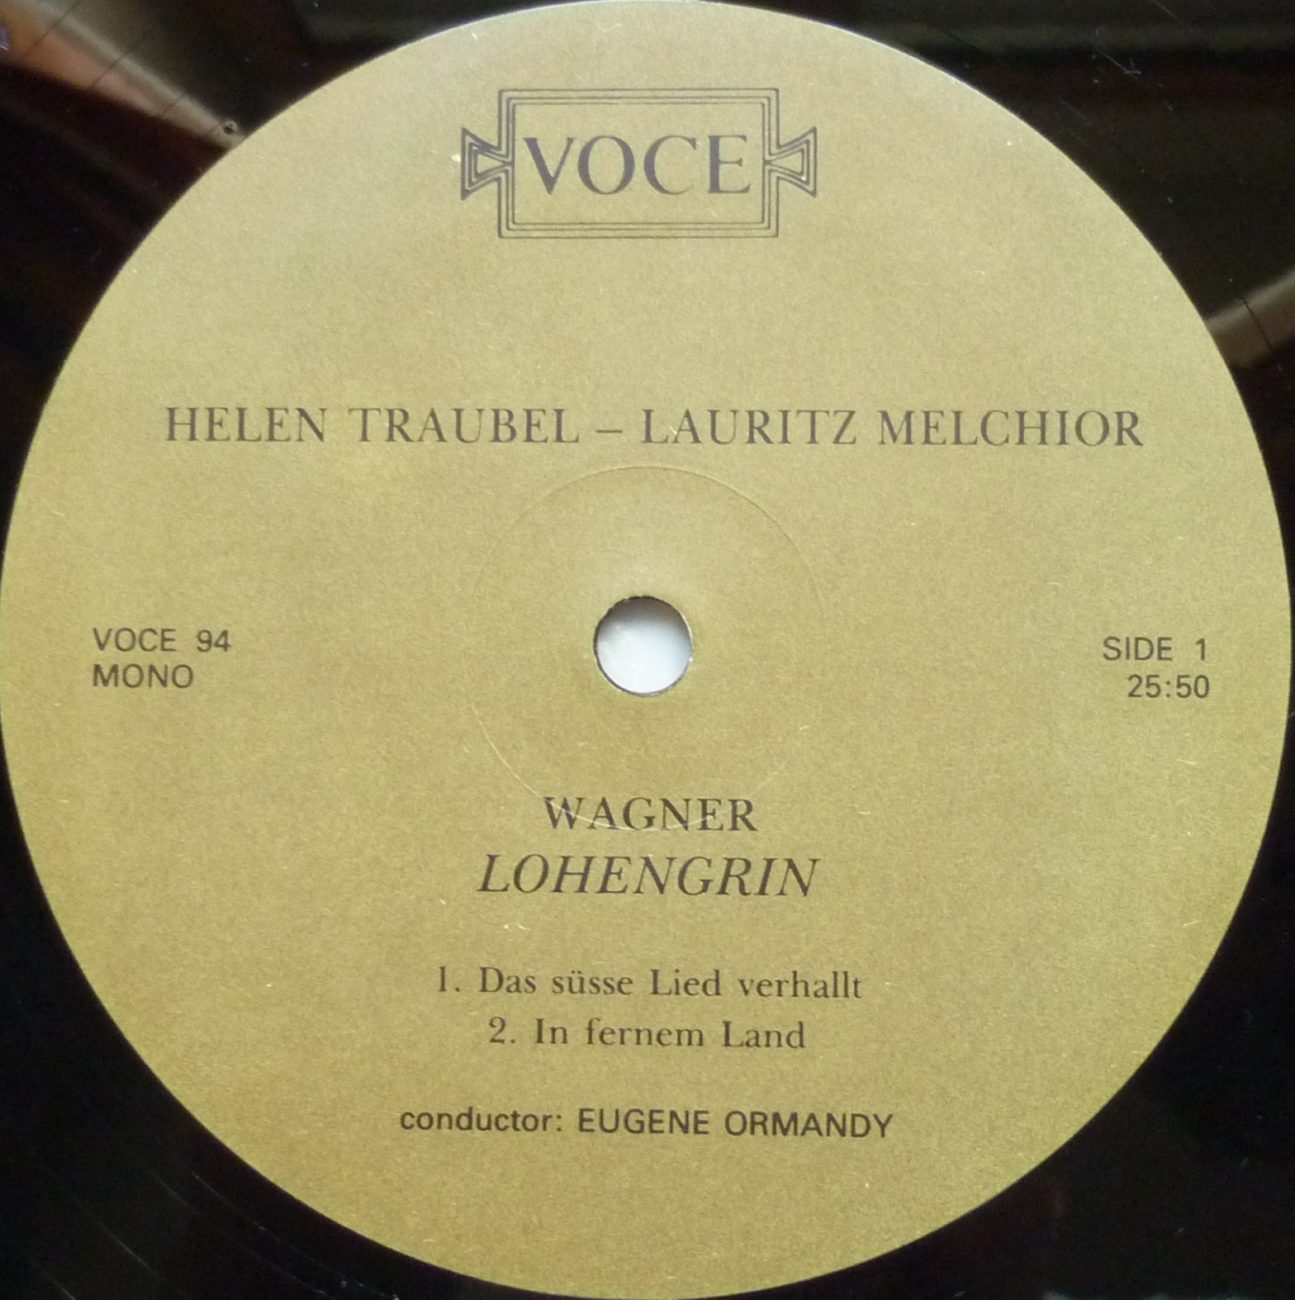 VOCE
HELEN TRAUBEL – LAURITZ MELCHIOR
VOCE 94
MONO
SIDE 1
25:50
WAGNER
LOHENGRIN
1. Das süsse Lied verhallt
2. In fernem Land
conductor: EUGENE ORMANDY